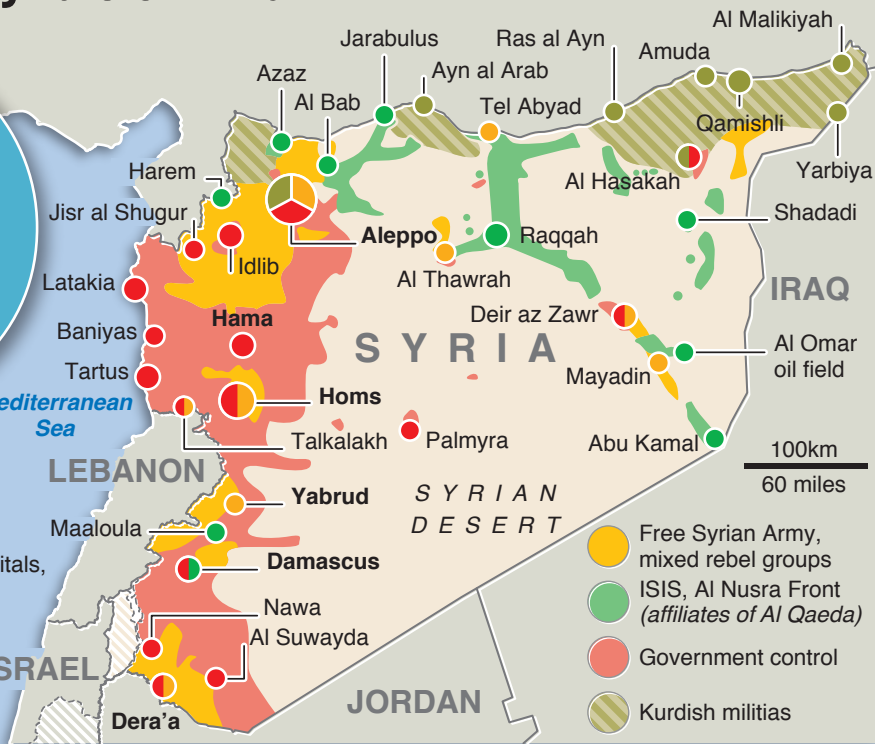 Al Malikiyah
Jarabulus
Ras al Ayn
Amuda
Azaz
Ayn al Arab
Al Bab
Tel Abyad
Qamishli
Harem
Al Hasakah
Yarbiya
Jisr al Shugur
Shadadi
Aleppo
Raqqah
Idlib
Al Thawrah
Latakia
IRAQ
Deir az Zawr
Hama
Baniyas
SYRIA
Al Omar
oil field
Tartus
Mayadin
Homs
editerranean
Sea
Talkalakh
Palmyra
Abu Kamal
100km
60 miles
LEBANON
Yabrud
SYRIAN
DESERT
Maaloula
Free Syrian Army,
mixed rebel groups
Damascus
itals,
ISIS, Al Nusra Front
(affiliates of Al Qaeda)
Nawa
Al Suwayda
Government control
SRAEL
JORDAN
Kurdish militias
Dera'a